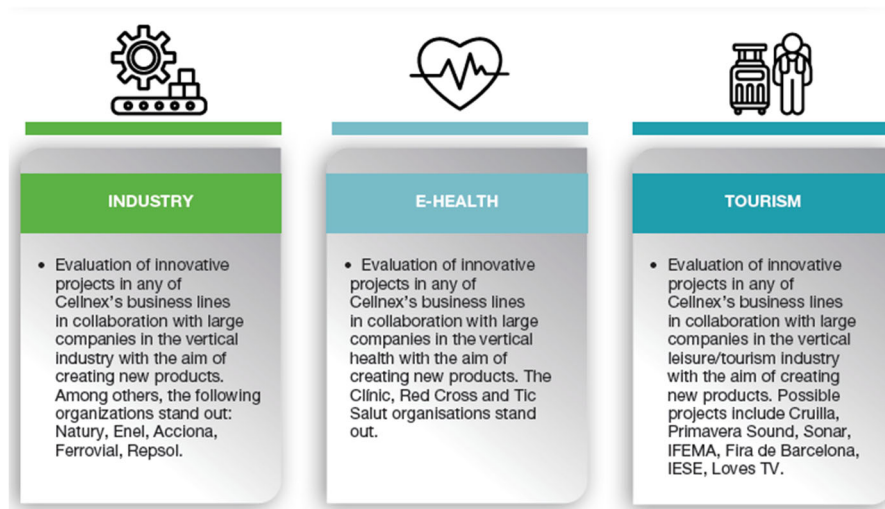 INDUSTRY
• Evaluation of innovative
projects in any of
Cellnex's business lines
in collaboration with large
companies in the vertical
industry with the aim of
creating new products.
Among others, the following
organizations stand out:
Natury, Enel, Acciona,
Ferrovial, Repsol.
E-HEALTH
• Evaluation of innovative
projects in any of
Cellnex's business lines
in collaboration with large
companies in the vertical
health with the aim of
creating new products. The
Clínic, Red Cross and Tic
Salut organisations stand
out.
TOURISM
• Evaluation of innovative
projects in any of
Cellnex's business lines
in collaboration with large
companies in the vertical
leisure/tourism industry
with the aim of creating
new products. Possible
projects include Cruilla,
Primavera Sound, Sonar,
IFEMA, Fira de Barcelona,
IESE, Loves TV.